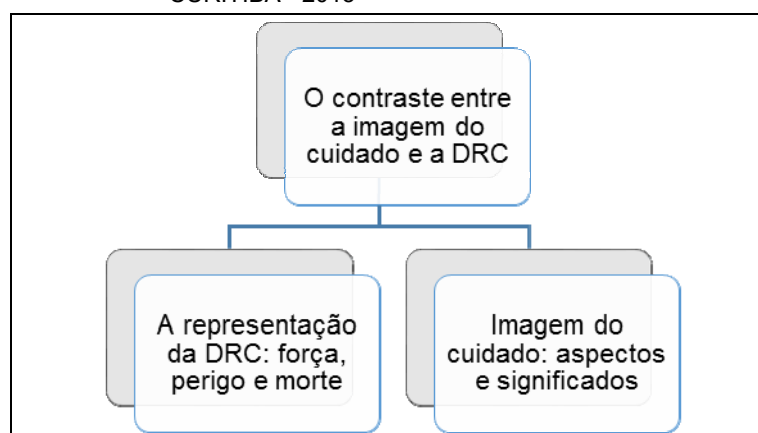 O contraste entre
a imagem do
cuidado e a DRC
A representação
da DRC: força,
perigo e morte
Imagem do
cuidado: aspectos
e significados